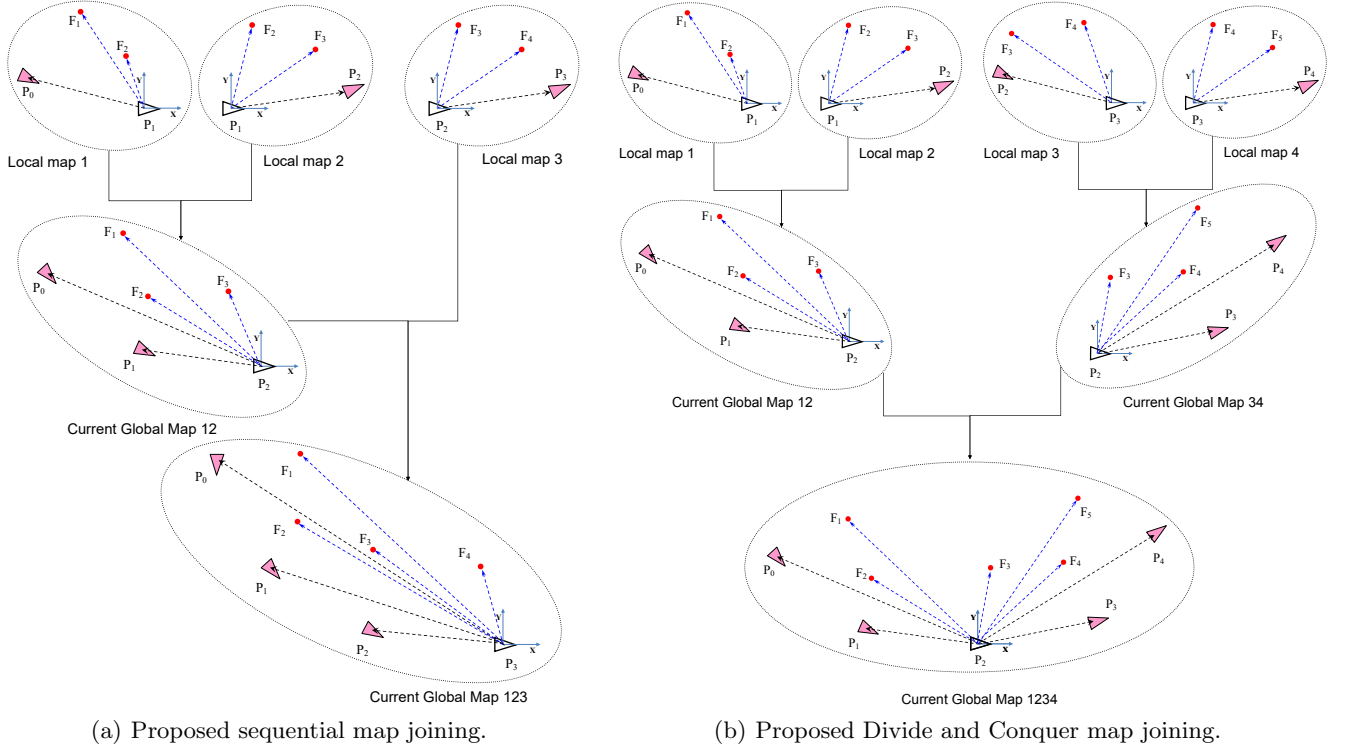 F1
F2
P0
P1
Y
X
Local map 1
F2
F3
P2
P1
Y
X
Local map 2
F3
F4
P3
P2
Y
X
Local map 3
F1
P0
F2
F3
P1
Y
X
P2
Current Global Map 12
P0
F1
F2
F3
F4
P1
P2
Y
X
P3
Current Global Map 123
(a) Proposed sequential map joining.
F1
F2
P0
P1
Y
X
Local map 1
F2
F3
P2
P1
Y
X
Local map 2
F3
F4
P2
P3
Y
X
Local map 3
F4
F5
P4
P3
Y
X
Local map 4
F1
P0
F2
F3
P1
Y
X
P2
Current Global Map 12
F5
F3
F4
P4
P3
Y
X
P2
Current Global Map 34
F1
F5
P0
F2
F3
F4
P4
P1
P3
Y
X
P2
Current Global Map 1234
(b) Proposed Divide and Conquer map joining.